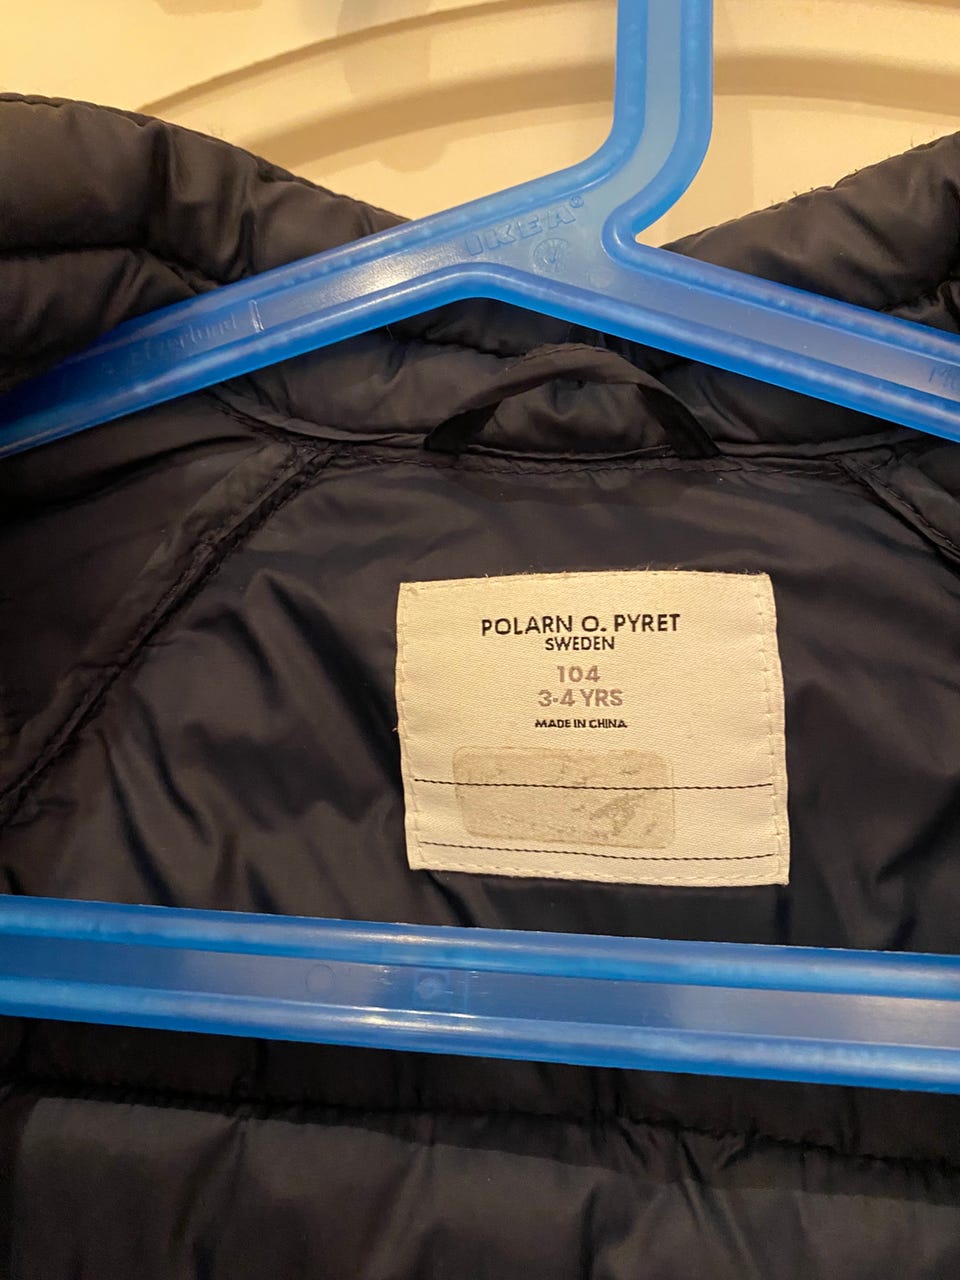 IKEA®
POLARN O. PYRET
SWEDEN
104
3-4 YRS
MADE IN CHINA